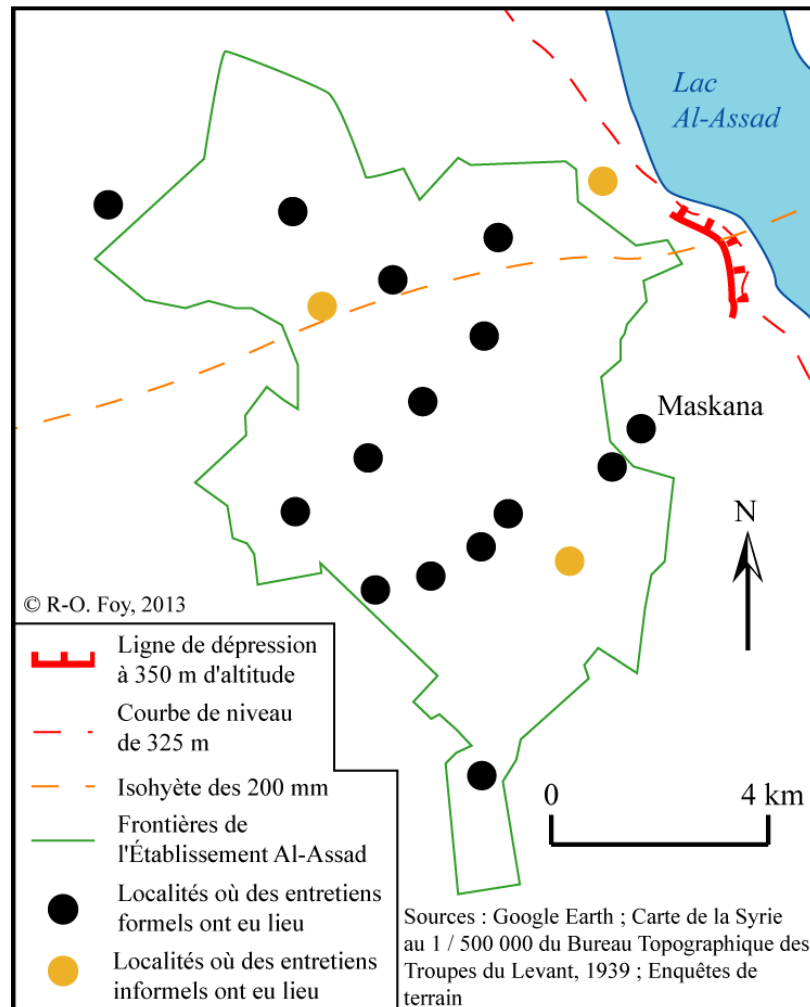 Lac
Al-Assad
Maskana
N
© R-O. Foy, 2013
Ligne de dépression
à 350 m d'altitude
Courbe de niveau
de 325 m
Isohyète des 200 mm
Frontières de
l'Établissement Al-Assad
Localités où des entretiens
formels ont eu lieu
Localités où des entretiens
informels ont eu lieu
0 4 km
Sources : Google Earth ; Carte de la Syrie
au 1 / 500 000 du Bureau Topographique des
Troupes du Levant, 1939 ; Enquêtes de
terrain